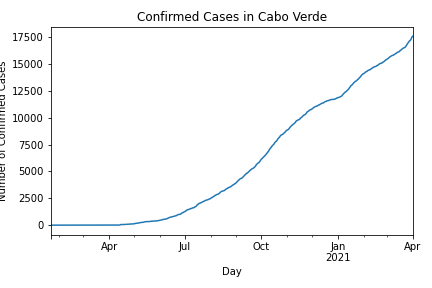 Confirmed Cases in Cabo Verde
17500
15000
12500
10000
7500
5000
2500
0
Number of Confirmed Cases
Apr
Jul
Oct
Jan
2021
Apr
Day